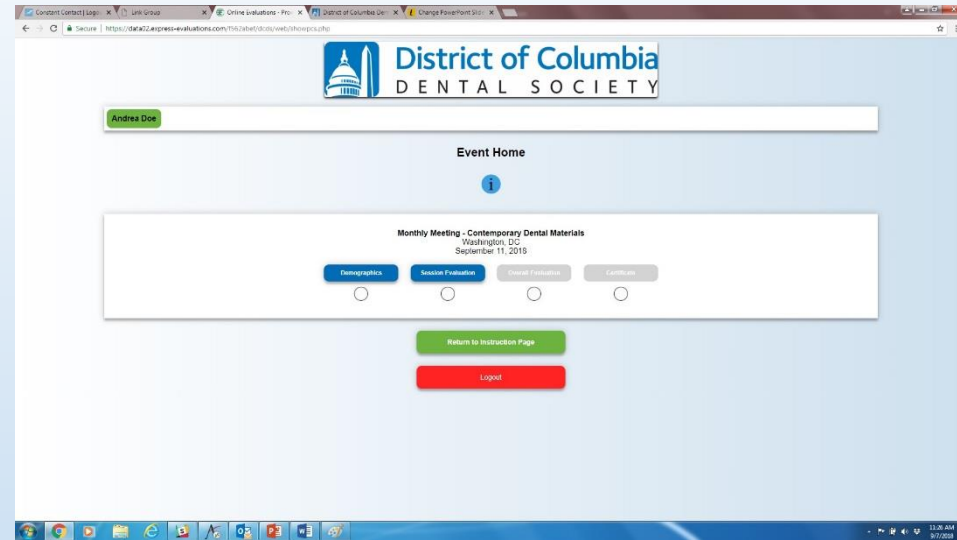 Constant Contact | Logi
Link Group
Online Evaluations - Pro
District of Columbia Den
Change PowerPoint Slid
Secure
District of Columbia
DENTAL SOCIETY
Andrea Doe
Event Home
i
Monthly Meeting - Contemporary Dental Materials
Washington, DC
September 11, 2018
Demographics
Session Evaluation
Overall Evaluation
Certificate
Return to Instruction Page
Logout
11:26 AM
9/7/2018